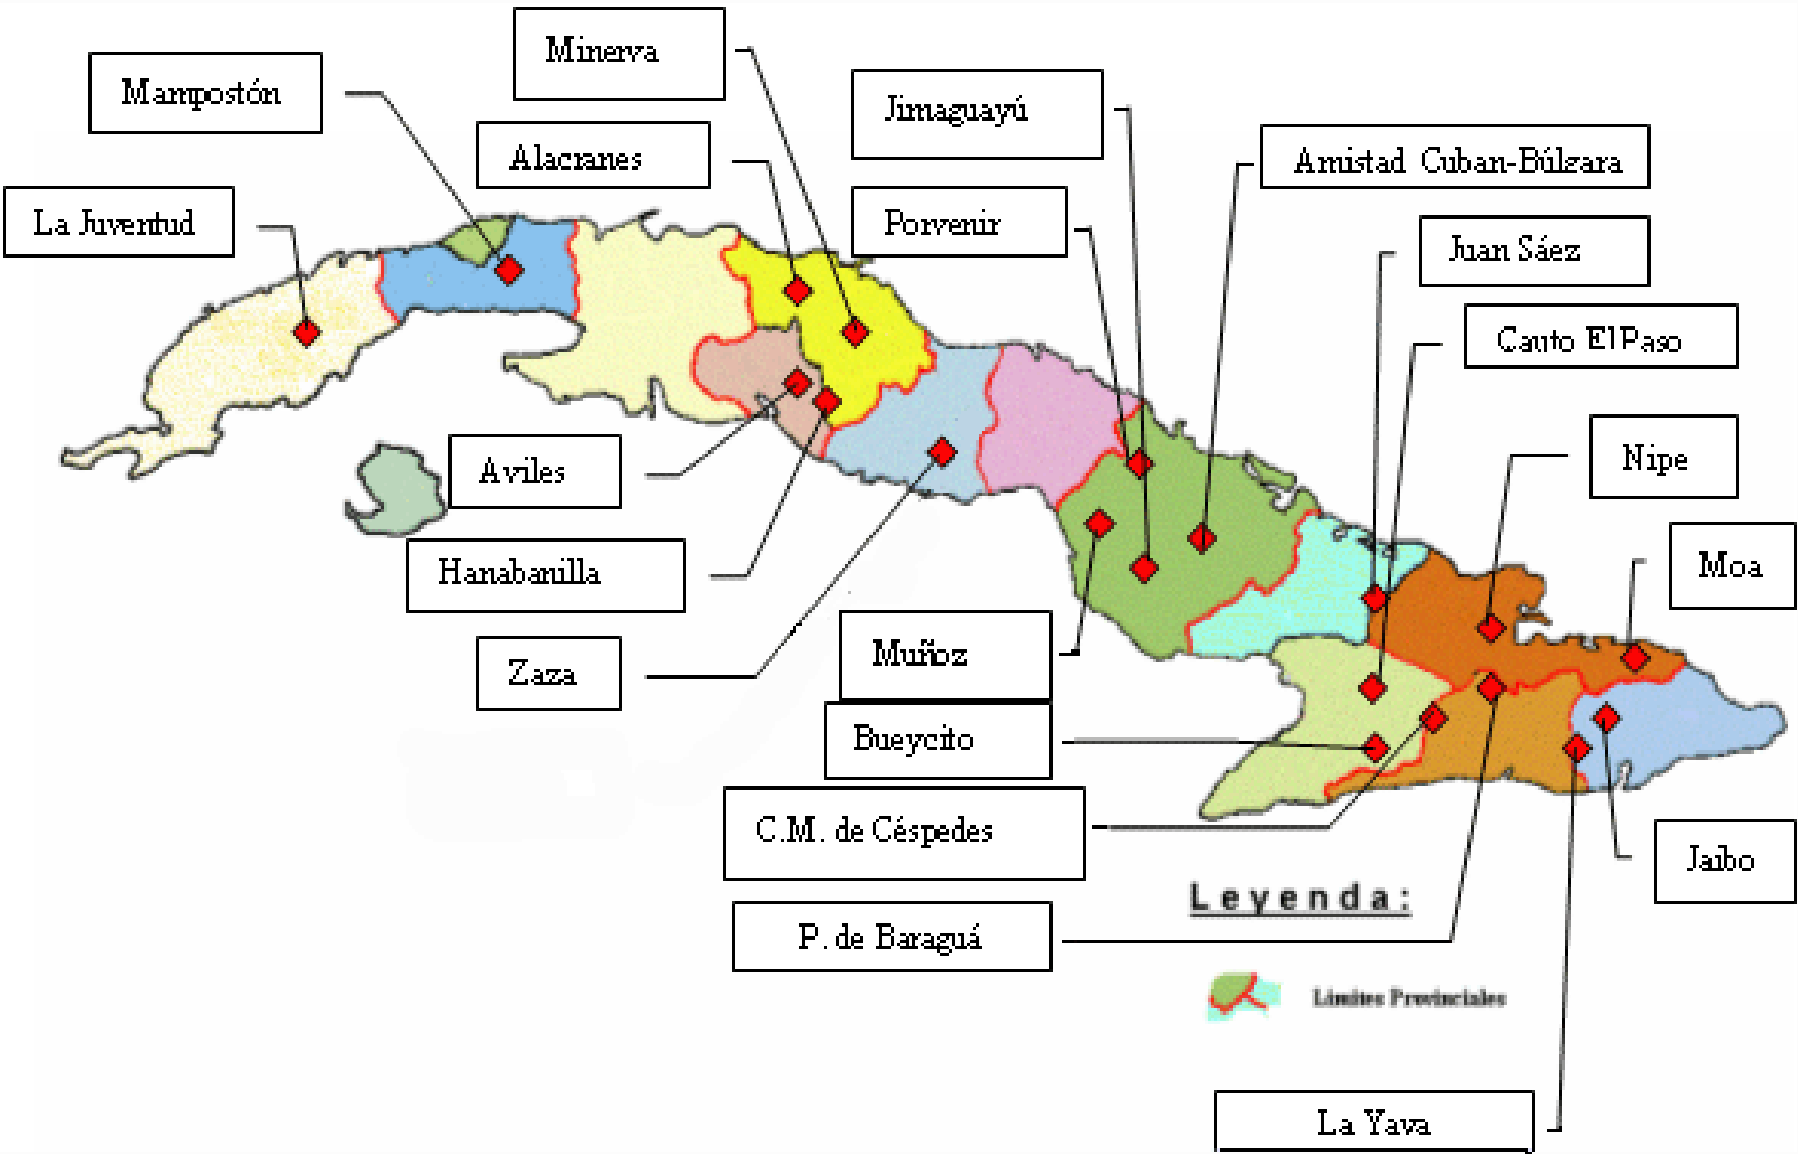 Minerva
Mampostón
Jimaguayú
Alacranes
Amistad Cuban-Búlgara
La Juventud
Porvenir
Juan Sáez
Cauto El Paso
Aviles
Nipe
Hanabanilla
Moa
Muñoz
Zaza
Bueycito
C.M. de Céspedes
Jaibo
Leyenda:
P. de Baraguá
Límites Provinciales
La Yava